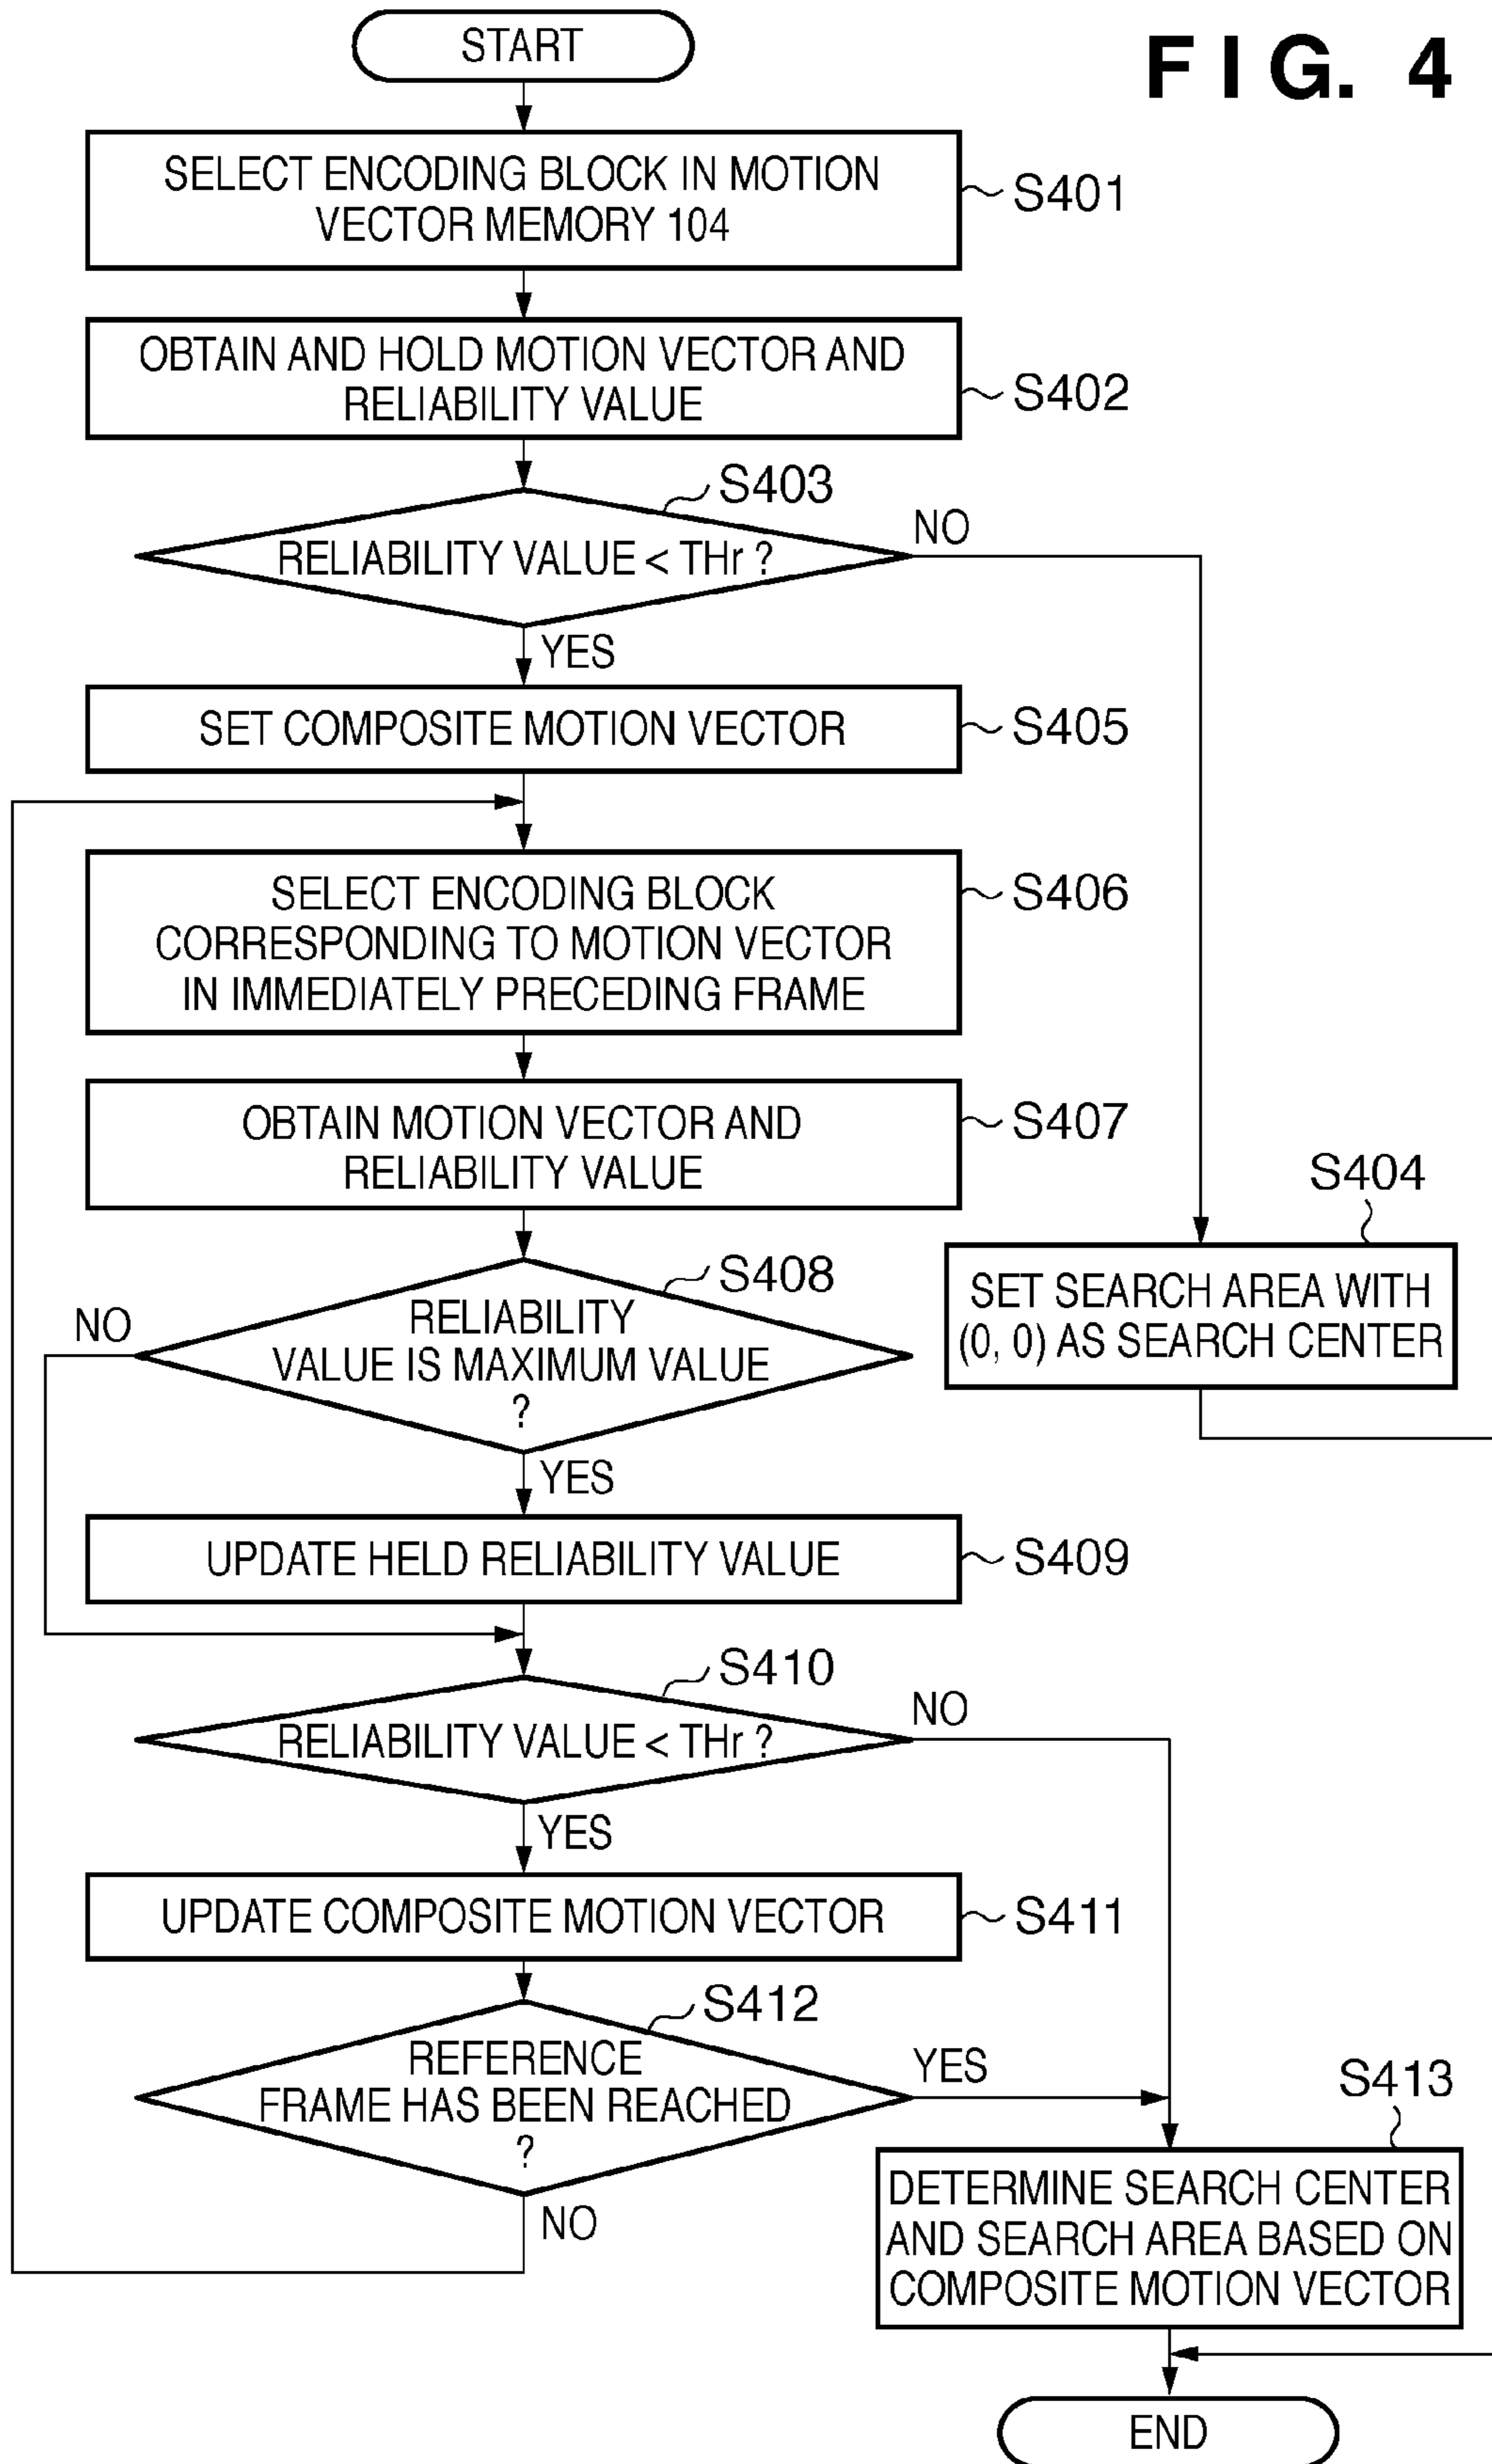 FIG. 4
START
SELECT ENCODING BLOCK IN MOTION
VECTOR MEMORY 104
S401
OBTAIN AND HOLD MOTION VECTOR AND
RELIABILITY VALUE
S402
S403
RELIABILITY VALUE < THr ?
NO
YES
SET COMPOSITE MOTION VECTOR
S405
SELECT ENCODING BLOCK
CORRESPONDING TO MOTION VECTOR
IN IMMEDIATELY PRECEDING FRAME
S406
OBTAIN MOTION VECTOR AND
RELIABILITY VALUE
S407
S404
SET SEARCH AREA WITH
(0, 0) AS SEARCH CENTER
S408
RELIABILITY
VALUE IS MAXIMUM VALUE
?
NO
YES
UPDATE HELD RELIABILITY VALUE
S409
S410
RELIABILITY VALUE < THr ?
NO
YES
UPDATE COMPOSITE MOTION VECTOR
S411
S412
REFERENCE
FRAME HAS BEEN REACHED
?
YES
NO
S413
DETERMINE SEARCH CENTER
AND SEARCH AREA BASED ON
COMPOSITE MOTION VECTOR
END